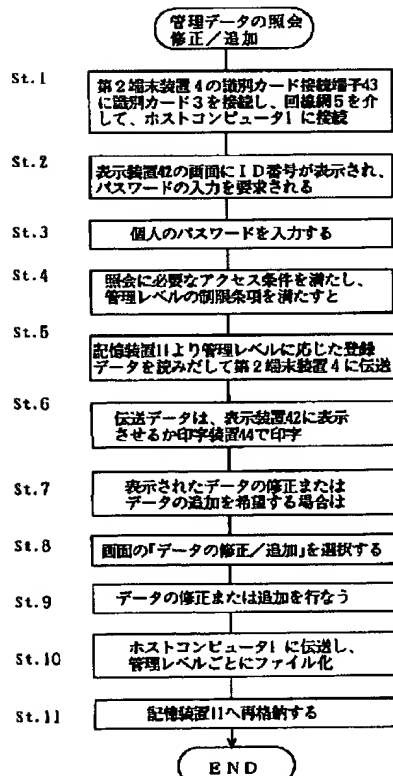 管理データの照会
修正/追加
St.1
第2端末装置4の識別カード接続端子43
に識別カード3を接続し、回線網5を介
して、ホストコンピュータ1に接続
St.2
表示装置42の画面にID番号が表示され、
パスワードの入力を要求される
St.3
個人のパスワードを入力する
St.4
照会に必要なアクセス条件を満たし、
管理レベルの制限条項を満たすと
St.5
記憶装置11より管理レベルに応じた登録
データを読みだして第2端末装置4に伝送
St.6
伝送データは、表示装置42に表示
させるか印字装置44で印字
St.7
表示されたデータの修正または
データの追加を希望する場合は
St.8
画面の「データの修正/追加」を選択する
St.9
データの修正または追加を行なう
St.10
ホストコンピュータ1に伝送し、
管理レベルごとにファイル化
St.11
記憶装置11へ再格納する
END